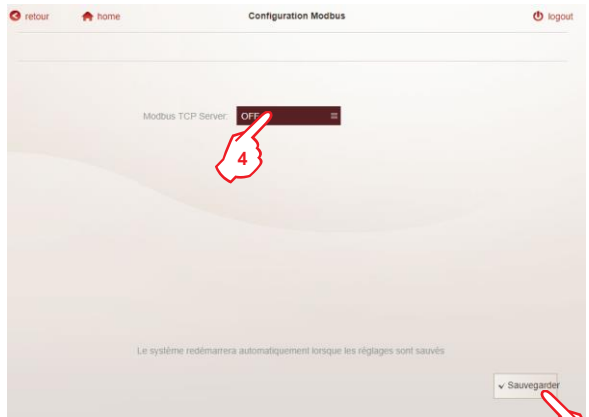 retour home Configuration Modbus logout
Modbus TCP Server: OFF
4
Le système redémarrera automatiquement lorsque les réglages sont sauvés
Sauvegarder